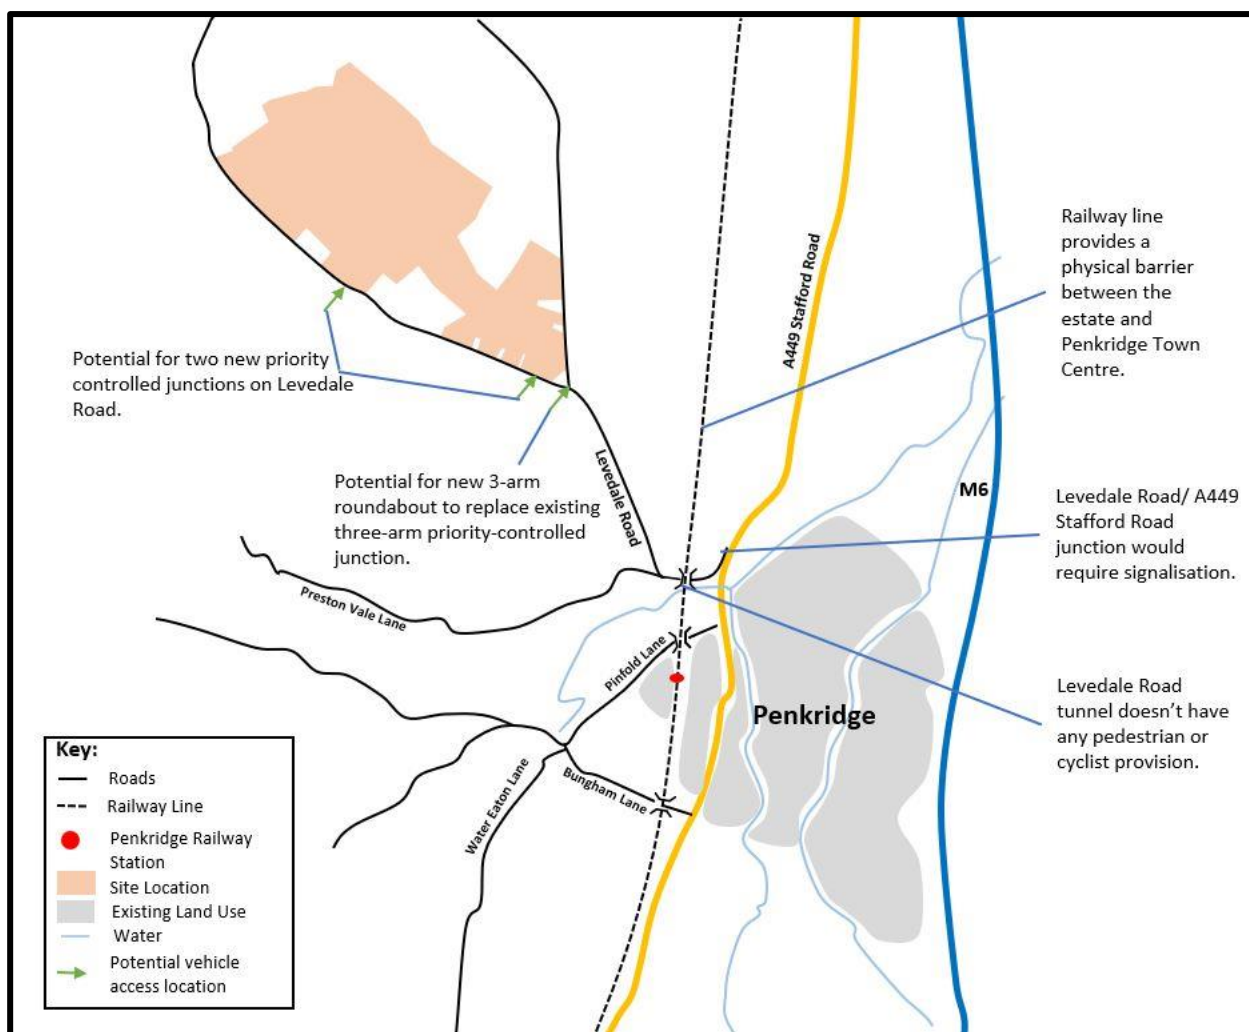 A449 Stafford Road
Railway line
provides a
physical barrier
between the
estate and
Penkridge Town
Centre.
Potential for two new priority
controlled junctions on Levedale
Road.
Potential for new 3-arm
roundabout to replace existing
three-arm priority-controlled
junction.
Levedale Road
M6
Levedale Road/ A449
Stafford Road
junction would
require signalisation.
Preston Vale Lane
Pinfold Lane
Penkridge
Levedale Road
tunnel doesn't have
any pedestrian or
cyclist provision.
Bungham Lane
Water Eaton Lane
Key:
Roads
Railway Line
Penkridge Railway
Station
Site Location
Existing Land Use
Water
Potential vehicle
access location